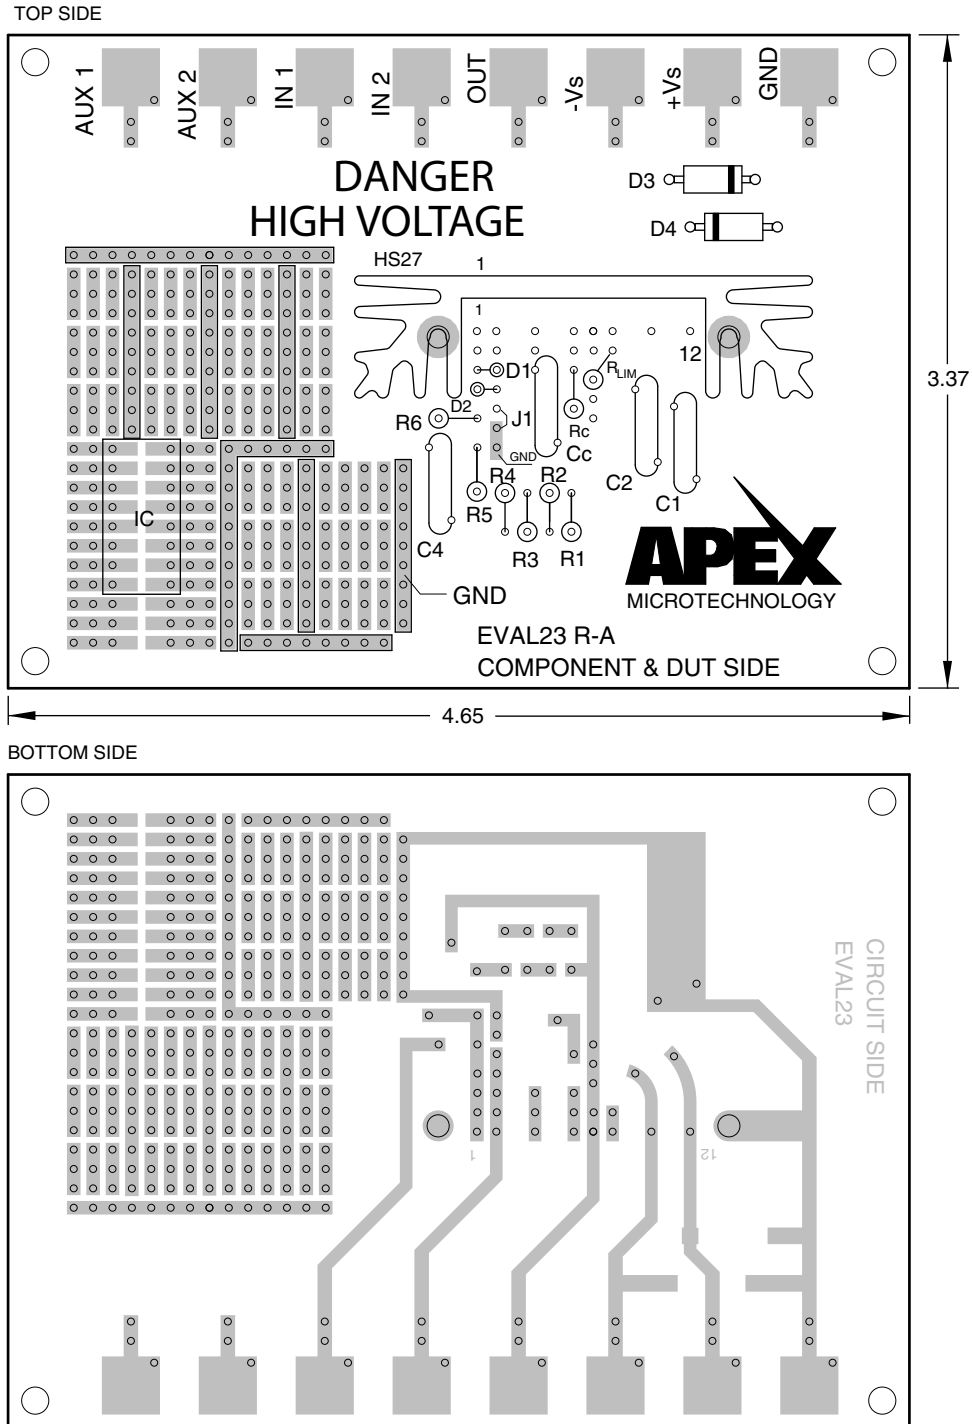 TOP SIDE
AUX 1
AUX 2
IN 1
IN 2
OUT
-Vs
+Vs
GND
DANGER
HIGH VOLTAGE
D3
D4
HS27
1
1
12
D1
RLIM
D2
J1
R6
Rc
GND
Cc
R4
R2
C2
C1
R5
C4
R3
R1
IC
GND
APEX
MICROTECHNOLOGY
EVAL23 R-A
COMPONENT & DUT SIDE
3.37
4.65
BOTTOM SIDE
CIRCUIT SIDE
EVAL23
1
12